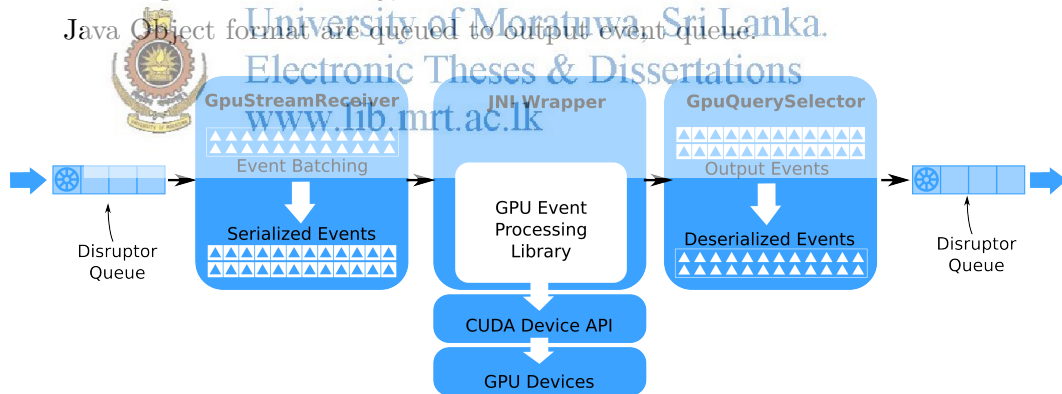 University of Moratuwa, Sri Lanka.
Java Object format are queued to output event queue.
Electronic Theses & Dissertations
www.lib.mrt.ac.lk
GpuStreamReceiver
JNI Wrapper
GpuQuerySelector
Event Batching
Output Events
GPU Event
Processing
Library
Serialized Events
Deserialized Events
Disruptor
Queue
Disruptor
Queue
CUDA Device API
GPU Devices